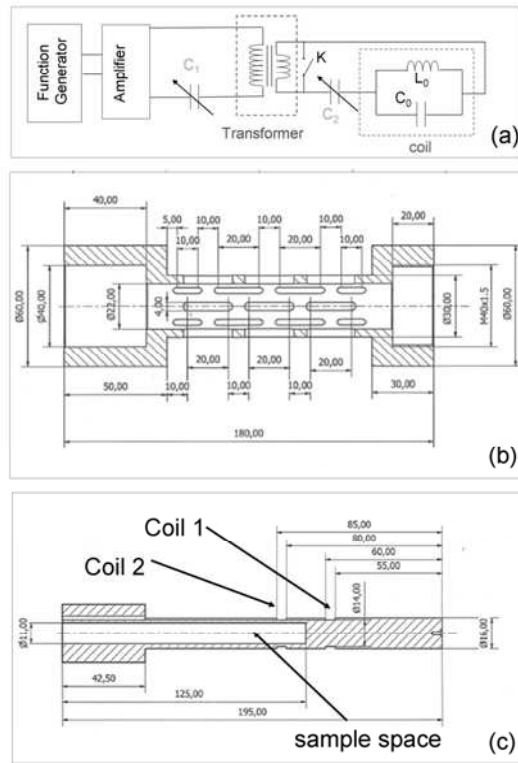 Function
Generator
Amplifier
C1
Transformer
K
C2
L0
C0
coil
(a)
40,00
5,00
10,00
10,00
10,00
20,00
10,00
20,00
10,00
10,00
20,00
Ø60,00
Ø40,00
Ø22,00
4,00
Ø30,00
M40x1.5
Ø60,00
20,00
20,00
20,00
50,00
10,00
10,00
10,00
30,00
180,00
(b)
Coil 1
Coil 2
85,00
80,00
60,00
55,00
Ø14,00
Ø11,00
Ø16,00
42,50
125,00
195,00
sample space
(c)